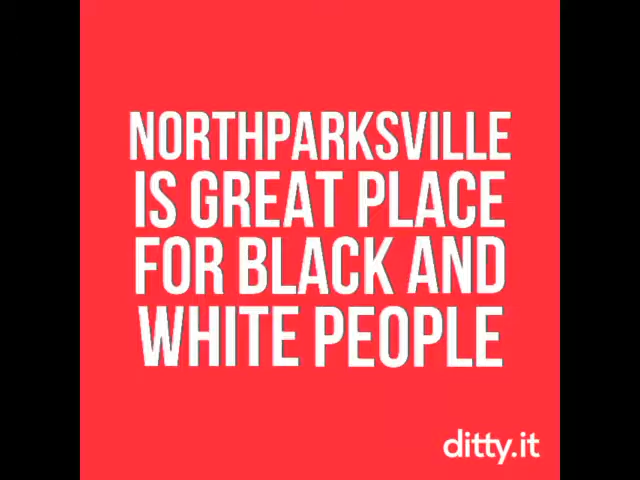 NORTHPARKSVILLE
IS GREAT PLACE
FOR BLACK AND
WHITE PEOPLE
ditty.it